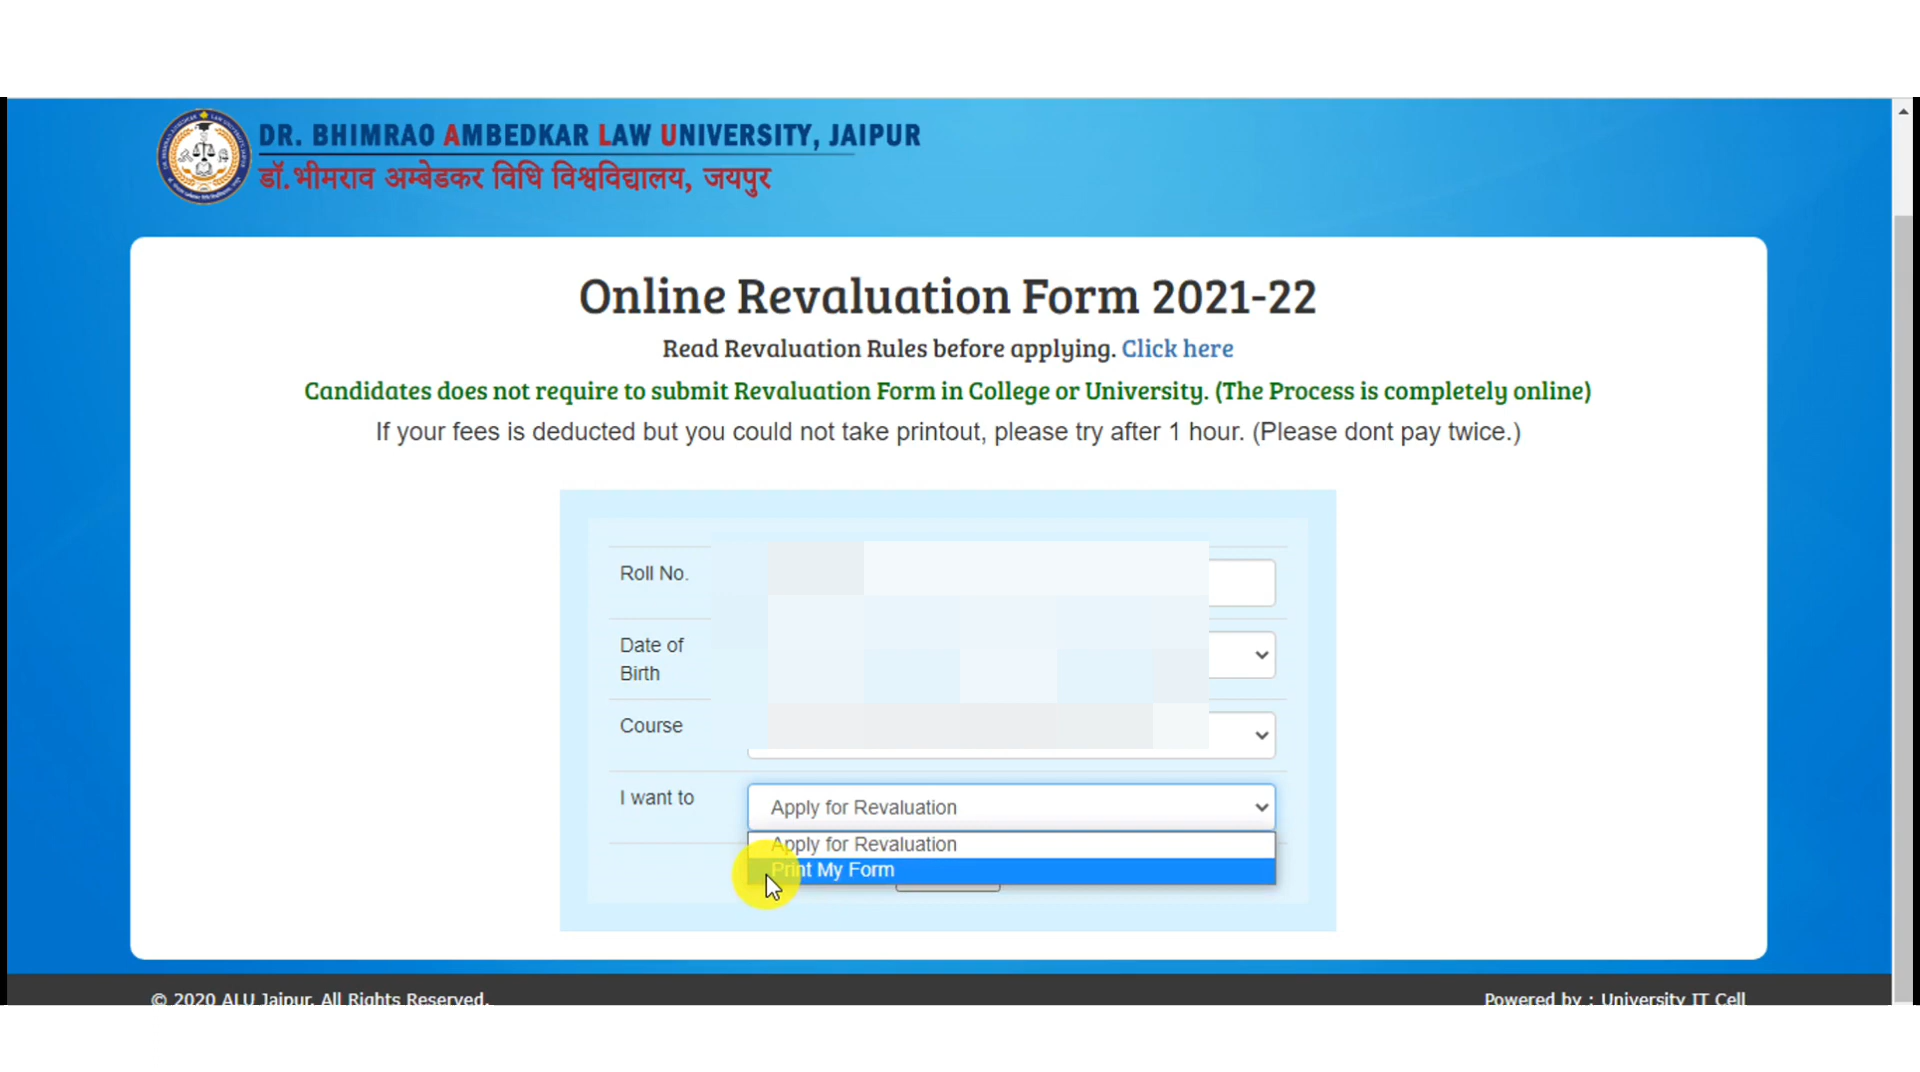 DR. BHIMRAO AMBEDKAR LAW UNIVERSITY, JAIPUR
डॉ.भीमराव अम्बेडकर विधि विश्वविद्यालय, जयपुर
Online Revaluation Form 2021-22
Read Revaluation Rules before applying. Click here
Candidates does not require to submit Revaluation Form in College or University. (The Process is completely online)
If your fees is deducted but you could not take printout, please try after 1 hour. (Please dont pay twice.)
Roll No.
Date of
Birth
Course
I want to
Apply for Revaluation
Apply for Revaluation
Print My Form
© 2020 ALU Jaipur. All Rights Reserved.
Powered by : University IT Cell